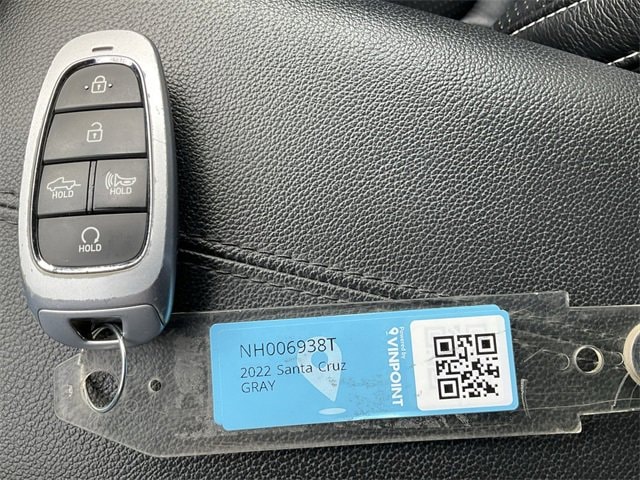 HOLD
HOLD
HOLD
NH006938T
2022 Santa Cruz
GRAY
Powered by
VINPOINT